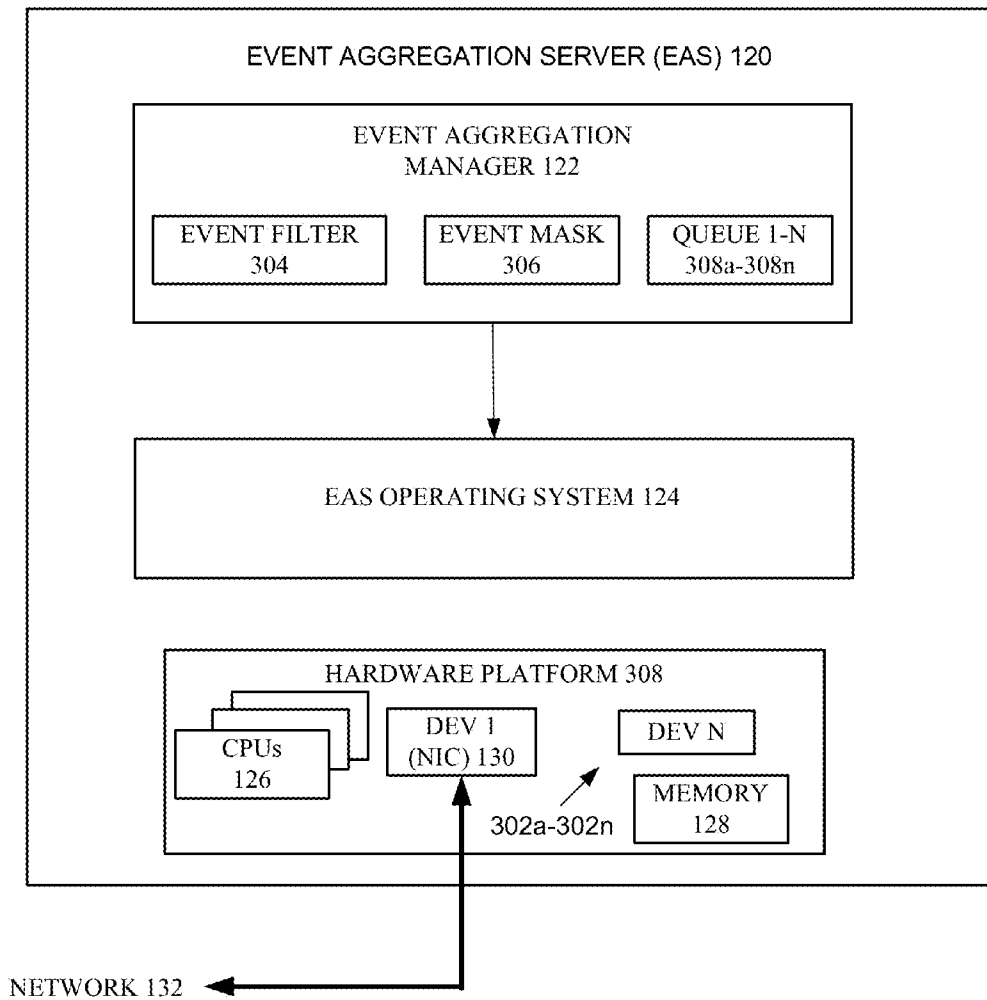 EVENT AGGREGATION SERVER (EAS) 120
EVENT AGGREGATION
MANAGER 122
EVENT FILTER
304
EVENT MASK
306
QUEUE 1-N
308a-308n
EAS OPERATING SYSTEM 124
HARDWARE PLATFORM 308
CPUs
126
DEV 1
(NIC) 130
DEV N
302a-302n
MEMORY
128
NETWORK 132